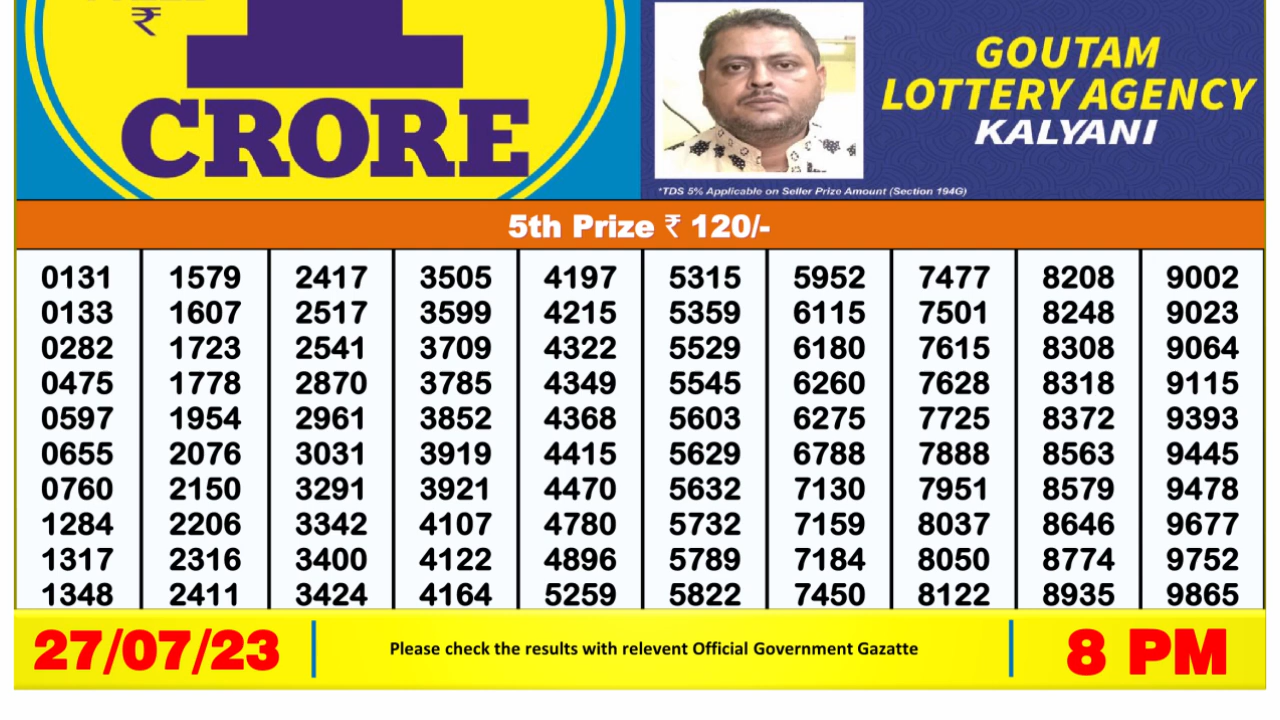 ₹
1
CRORE
GOUTAM
LOTTERY AGENCY
KALYANI
*TDS 5% Applicable on Seller Prize Amount (Section 194G)
5th Prize ₹ 120/-
0131 1579 2417 3505 4197 5315 5952 7477 8208 9002
0133 1607 2517 3599 4215 5359 6115 7501 8248 9023
0282 1723 2541 3709 4322 5529 6180 7615 8308 9064
0475 1778 2870 3785 4349 5545 6260 7628 8318 9115
0597 1954 2961 3852 4368 5603 6275 7725 8372 9393
0655 2076 3031 3919 4415 5629 6788 7888 8563 9445
0760 2150 3291 3921 4470 5632 7130 7951 8579 9478
1284 2206 3342 4107 4780 5732 7159 8037 8646 9677
1317 2316 3400 4122 4896 5789 7184 8050 8774 9752
1348 2411 3424 4164 5259 5822 7450 8122 8935 9865
27/07/23 Please check the results with relevent Official Government Gazatte 8 PM